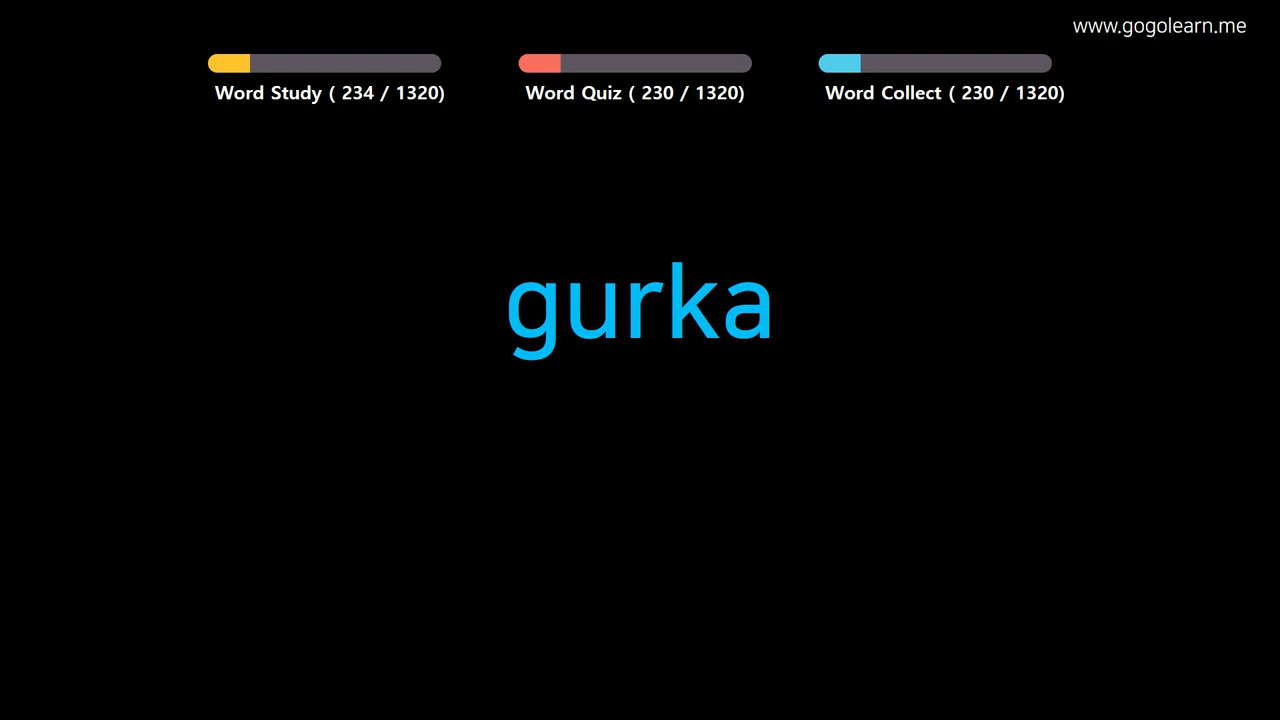 www.gogolearn.me
Word Study ( 234 / 1320)
Word Quiz ( 230 / 1320)
Word Collect ( 230 / 1320)
gurka